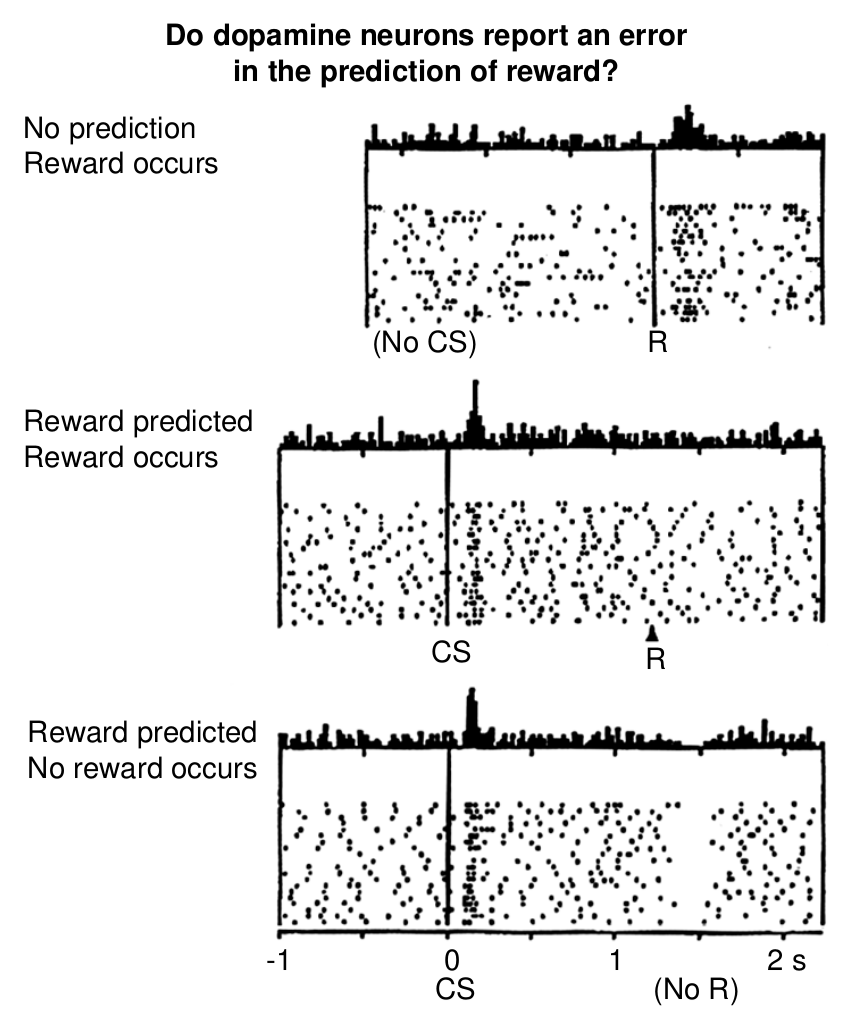 Do dopamine neurons report an error
in the prediction of reward?
No prediction
Reward occurs
(No CS)
R
Reward predicted
Reward occurs
CS
R
Reward predicted
No reward occurs
-1
0
1
2 s
CS
(No R)